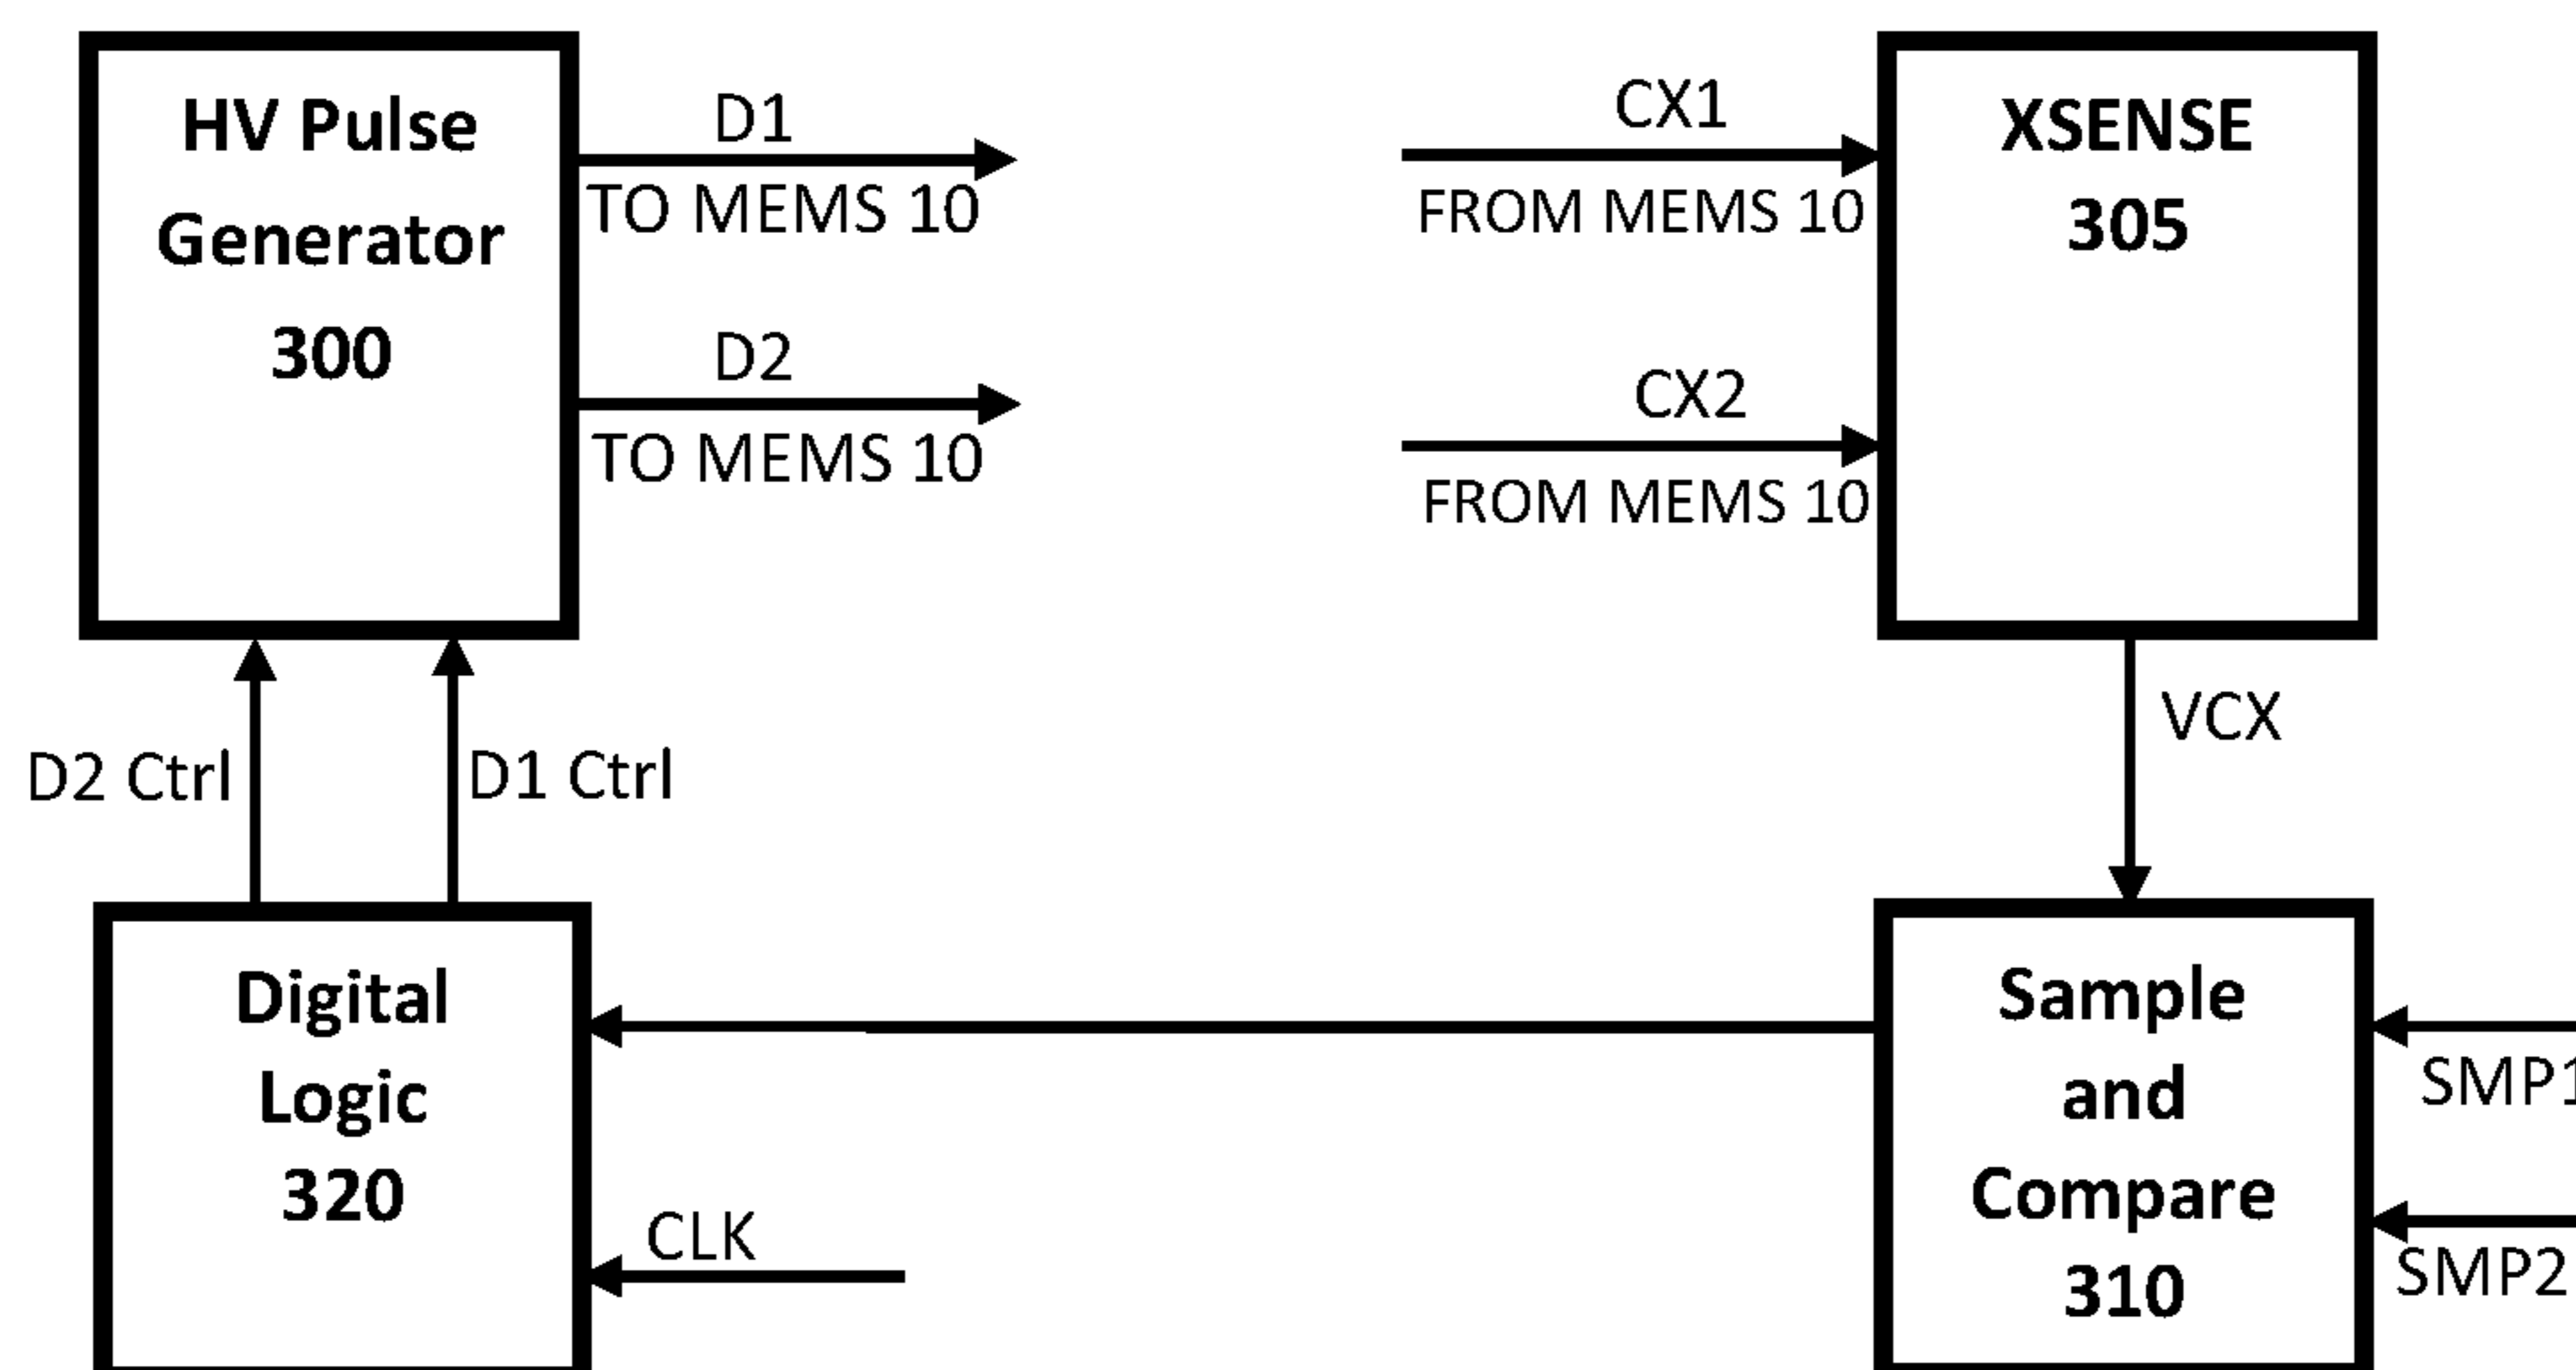 HV Pulse
Generator
300
D1
TO MEMS 10
D2
TO MEMS 10
CX1
FROM MEMS 10
CX2
FROM MEMS 10
XSENSE
305
D2 Ctrl
D1 Ctrl
VCX
Digital
Logic
320
CLK
Sample
and
Compare
310
SMP1
SMP2